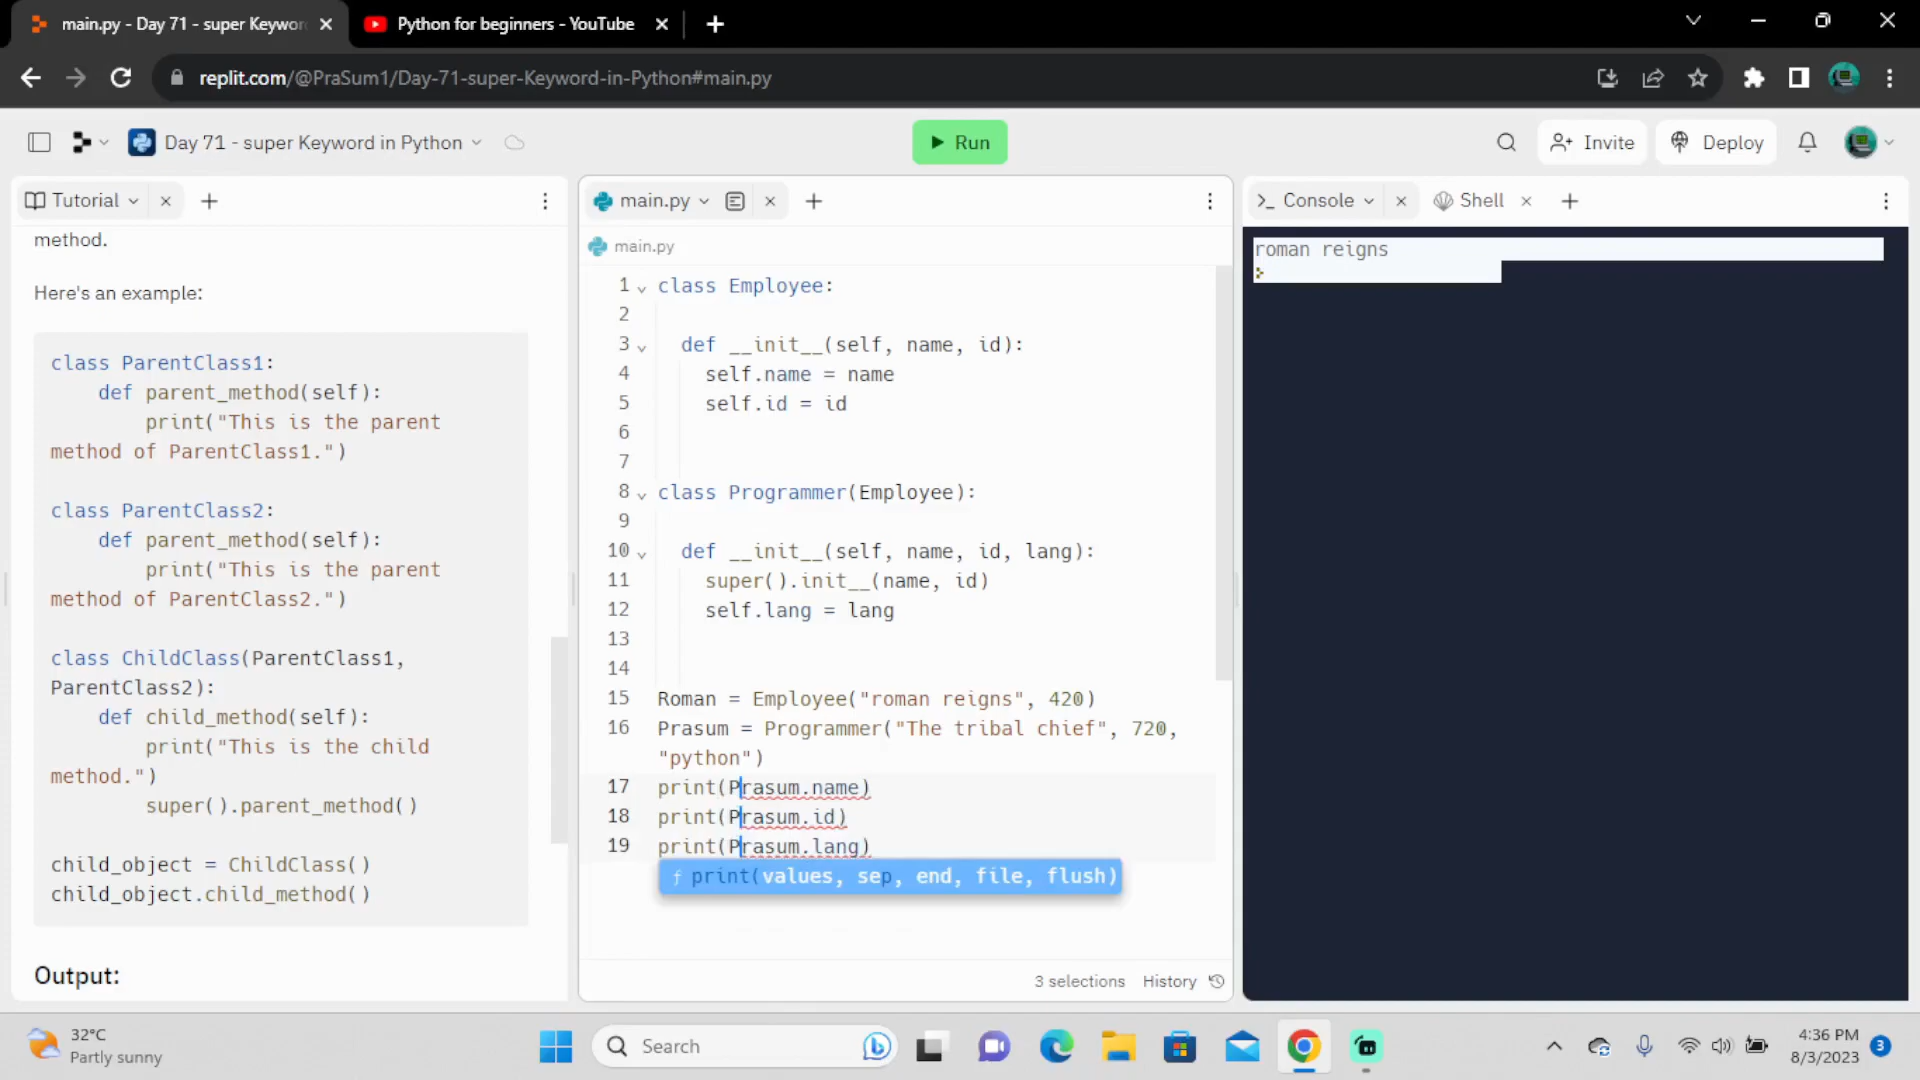 main.py - Day 71 - super Keywor
Python for beginners - YouTube
replit.com/@PraSum1/Day-71-super-Keyword-in-Python#main.py
Day 71 - super Keyword in Python
Run
Invite
Deploy
Tutorial
main.py
Console
Shell
method.
Here's an example:
class ParentClass1:
def parent_method(self):
print("This is the parent
method of ParentClass1.")
class ParentClass2:
def parent_method(self):
print("This is the parent
method of ParentClass2.")
class ChildClass(ParentClass1,
ParentClass2):
def child_method(self):
print("This is the child
method.")
super().parent_method()
child_object = ChildClass()
child_object.child_method()
Output:
main.py
1 class Employee:
2
3 def __init__(self, name, id):
4 self.name = name
5 self.id = id
6
7
8 class Programmer(Employee):
9
10 def __init__(self, name, id, lang):
11 super().init__(name, id)
12 self.lang = lang
13
14
15 Roman = Employee("roman reigns", 420)
16 Prasum = Programmer("The tribal chief", 720,
"python")
17 print(Prasum.name)
18 print(Prasum.id)
19 print(Prasum.lang)
ƒ print(values, sep, end, file, flush)
3 selections
History
roman reigns
32°C
Partly sunny
Search
4:36 PM
8/3/2023
3